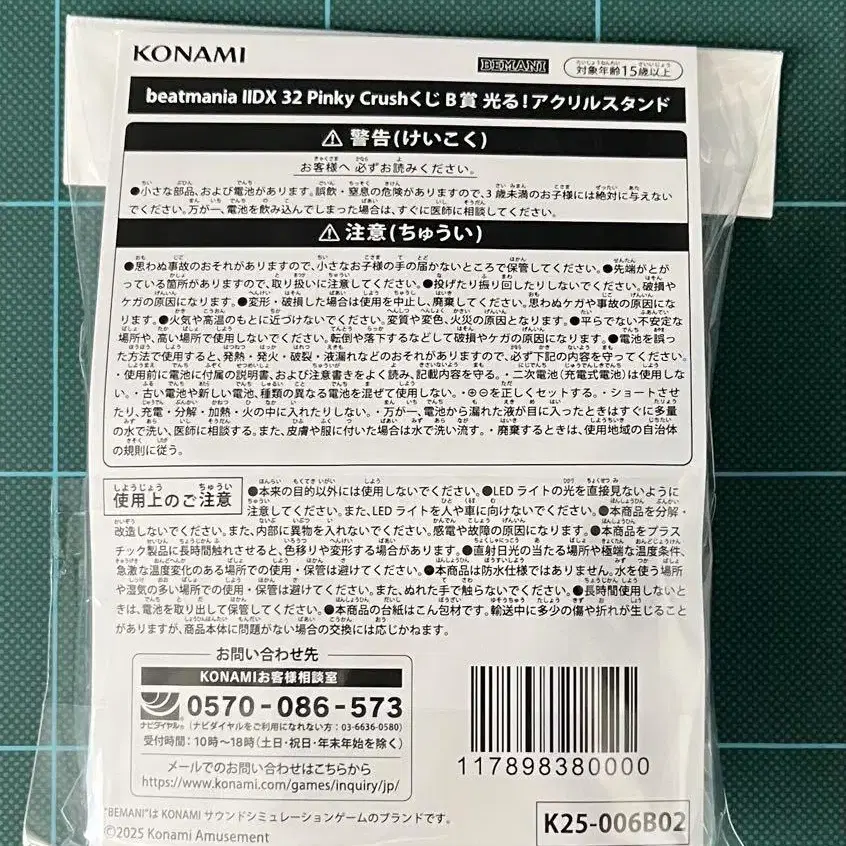 KONAMI
BEMANI
対象年齢15歳以上
beatmania IIDX 32 Pinky Crushくじ B賞 光る！アクリルスタンド
⚠ 警告(けいこく)
お客様へ 必ずお読みください。
●小さな部品、および電池があります。誤飲・窒息の危険がありますので、3歳未満のお子様には絶対に与えない
でください。万が一、電池を飲み込んでしまった場合は、すぐに医師に相談してください。
⚠ 注意(ちゅうい)
●思わぬ事故のおそれがありますので、小さなお子様の手の届かないところで保管してください。●先端がとが
っている箇所がありますので、取り扱いに注意してください。●投げたり振り回したりしないでください。破損や
ケガの原因になります。●変形・破損した場合は使用を中止し、廃棄してください。思わぬケガや事故の原因にな
ります。●火気や高温のもとに近づけないでください。変質や変色、火災の原因となります。●平らでない不安定な
場所や、高い場所で使用しないでください。転倒や落下するなどして破損やケガの原因になります。●電池を誤っ
た方法で使用すると、発熱・発火・破裂・液漏れなどのおそれがありますので、必ず下記の内容を守ってください。
・使用前に電池に付属の説明書、および注意書きをよく読み、記載内容を守る。・二次電池(充電式電池)は使用しな
い。・古い電池や新しい電池、種類の異なる電池を混ぜて使用しない。・⊕⊖を正しくセットする。・ショートさせ
たり、充電・分解・加熱・火の中に入れたりしない。・万が一、電池から漏れた液が目に入ったときはすぐに多量
の水で洗い、医師に相談する。また、皮膚や服に付いた場合は水で洗い流す。・廃棄するときは、使用地域の自治体
の規則に従う。
使用上のご注意
●本来の目的以外には使用しないでください。●LEDライトの光を直接見ないように
注意してください。また、LEDライトを人や車に向けないでください。●本商品を分解・
改造しないでください。また、内部に異物を入れないでください。感電や故障の原因になります。●本商品をプラス
チック製品に長時間触れさせると、色移りや変形する場合があります。●直射日光の当たる場所や極端な温度条件、
急激な温度変化のある場所での使用・保管は避けてください。●本商品は防水仕様ではありません。水を使う場所
や湿気の多い場所での使用・保管は避けてください。また、ぬれた手で触らないでください。●長時間使用しないと
きは、電池を取り出して保管してください。●本商品の台紙はこん包材です。輸送中に多少の傷や折れが生じること
がありますが、商品本体に問題がない場合の交換には応じかねます。
お問い合わせ先
KONAMIお客様相談室
ナビダイヤル®
0570-086-573
(ナビダイヤルをご利用になれない方：03-6636-0580)
受付時間：10時～18時(土日・祝日・年末年始を除く)
メールでのお問い合わせはこちらから
https://www.konami.com/games/inquiry/jp/
117898380000
"BEMANI"は KONAMI サウンドシミュレーションゲームのブランドです。
©2025 Konami Amusement
K25-006B02